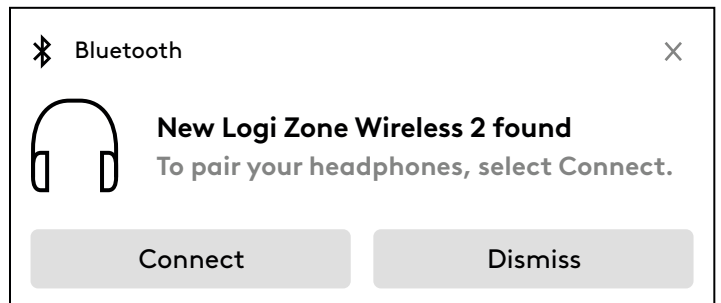 Bluetooth
New Logi Zone Wireless 2 found
To pair your headphones, select Connect.
Connect
Dismiss